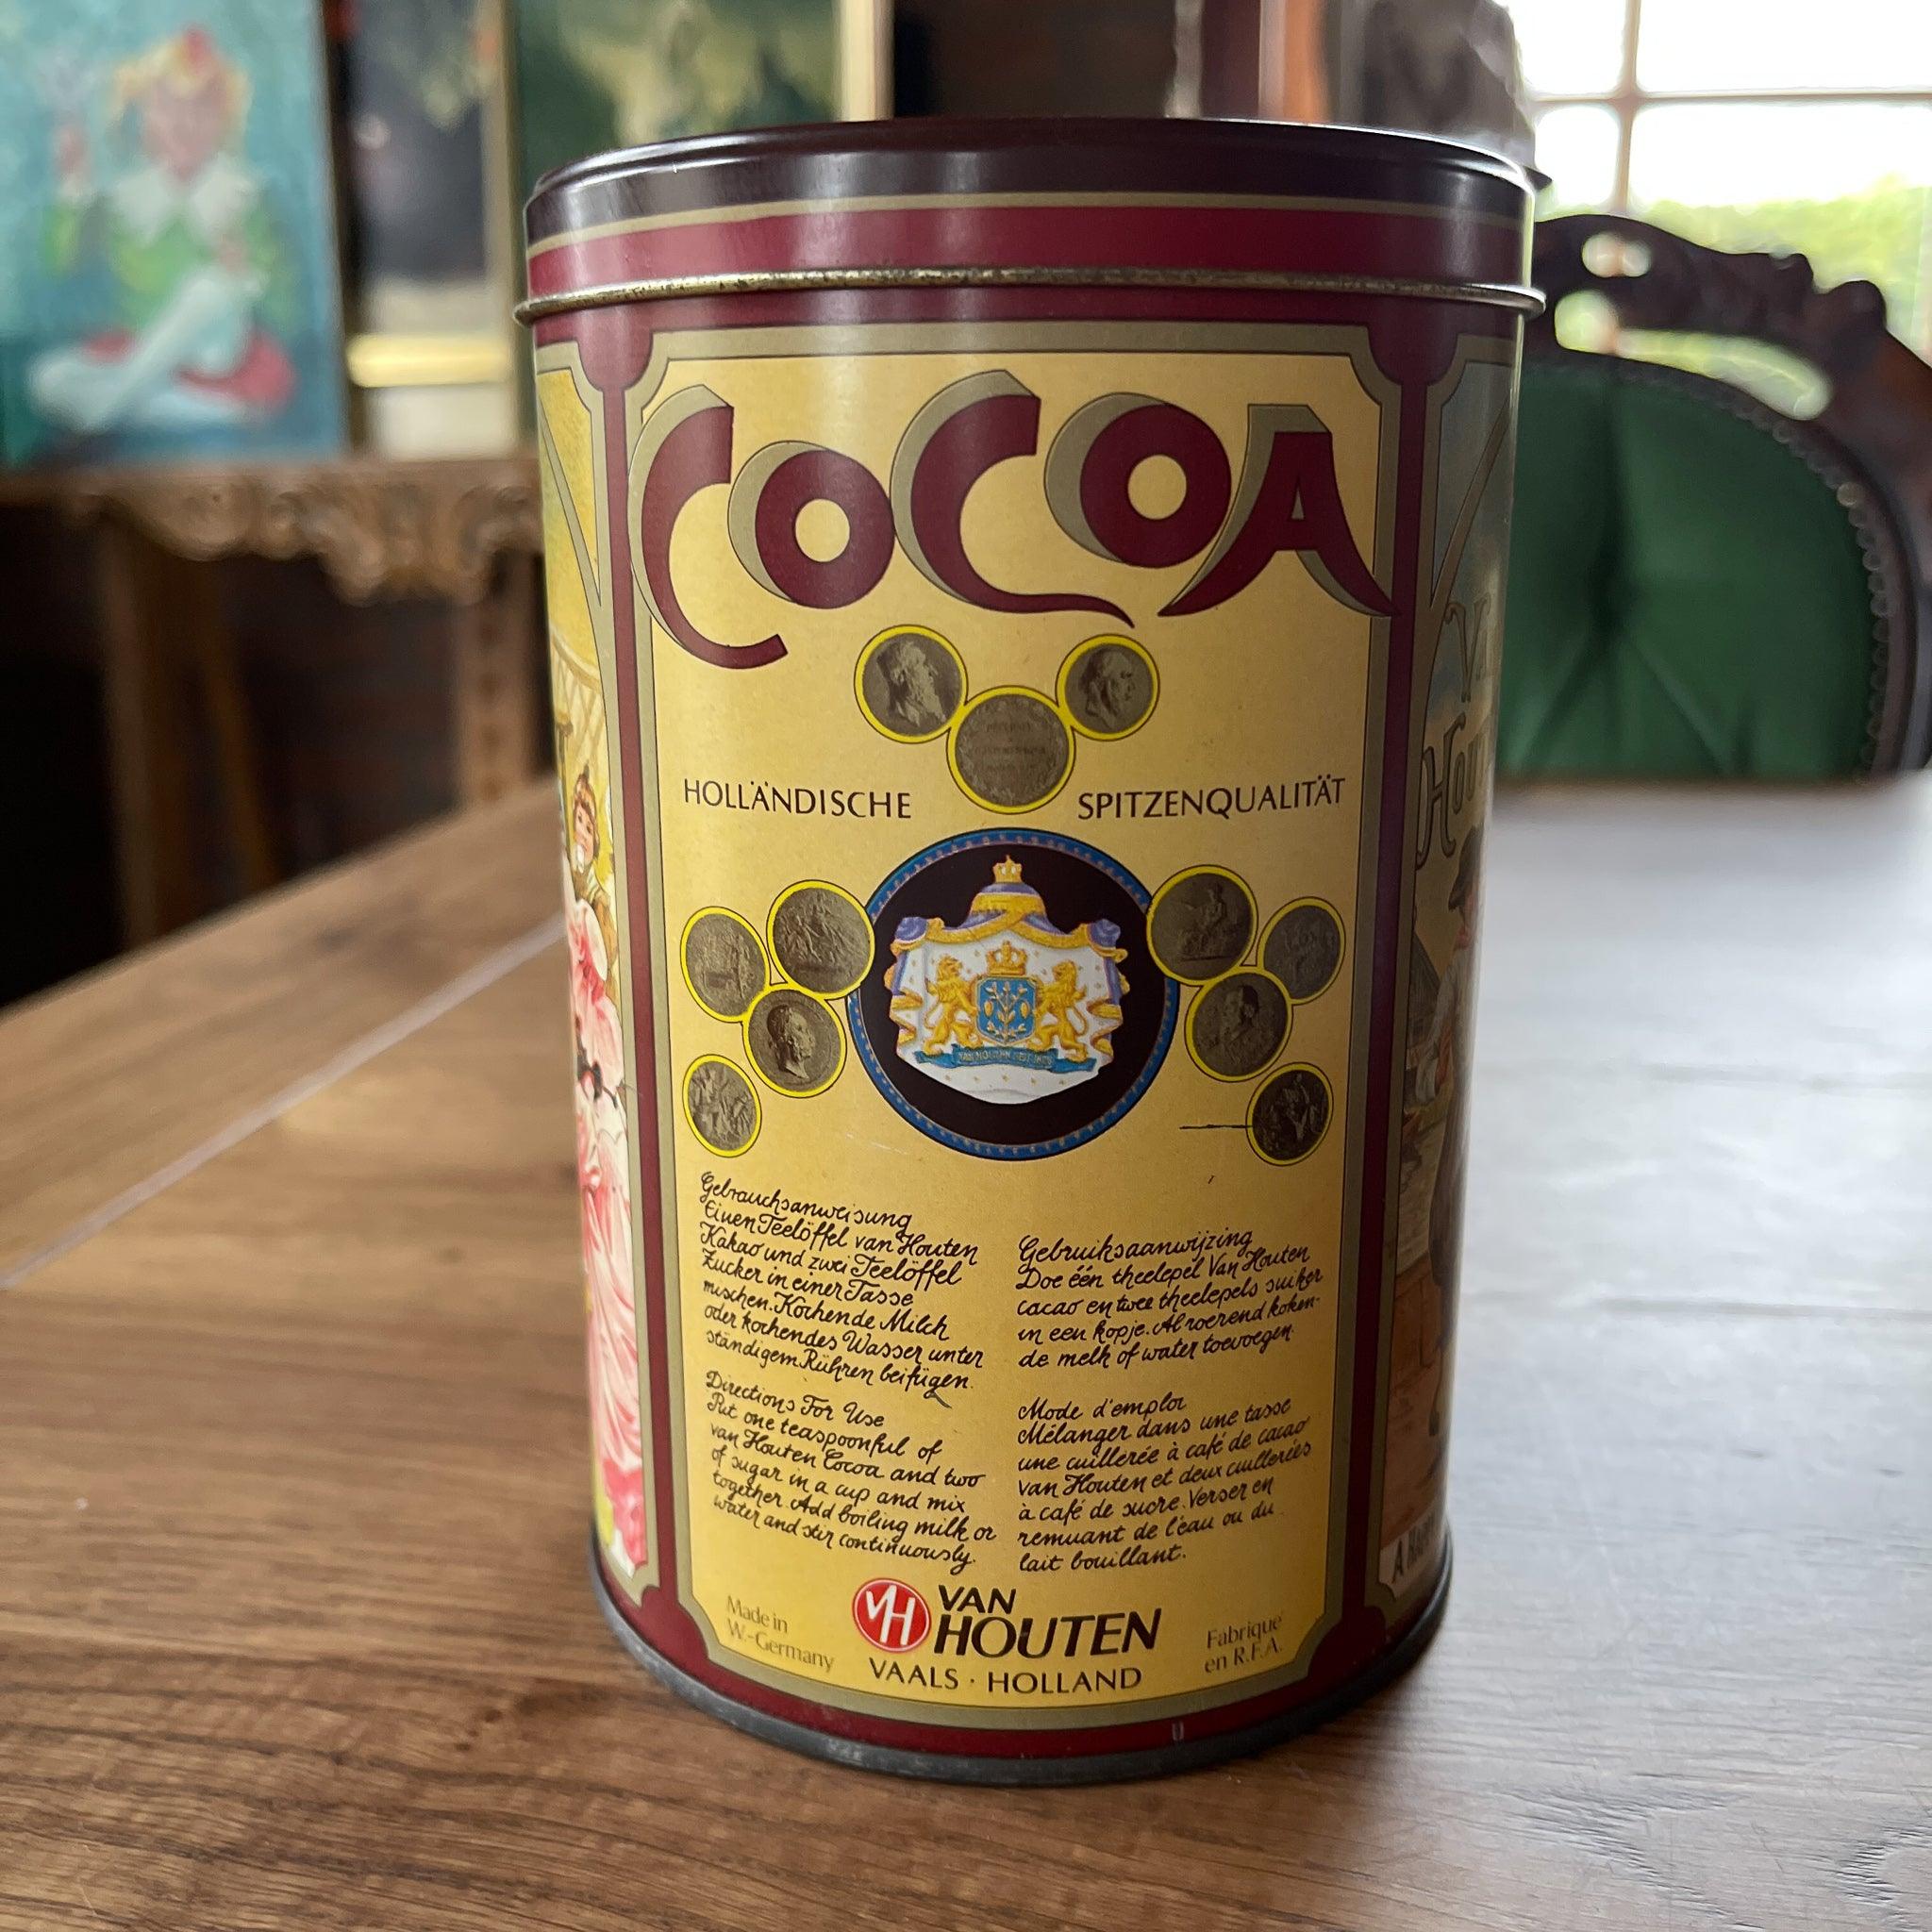 COCOA
HOLLÄNDISCHE SPITZENQUALITÄT
Gebrauchsanweisung
Einen Teelöffel van Houten
Kakao und zwei Teelöffel
Zucker in einer Tasse
mischen. Kochende Milch
oder kochendes Wasser unter
ständigem Rühren beifügen.
Directions For Use
Put one teaspoonful of
van Houten Cocoa and two
of sugar in a cup and mix
together. Add boiling milk or
water and stir continuously.
Gebruiksaanwijzing
Doe één theelepel Van Houten
cacao en twee theelepels suiker
in een kopje. Al roerend koken-
de melk of water toevoegen.
Mode d'emploi
Mélanger dans une tasse
une cuillerée à café de cacao
van Houten et deux cuillerées
à café de sucre. Verser en
remuant de l'eau ou du
lait bouillant.
Made in
W.-Germany
VH VAN
HOUTEN
VAALS · HOLLAND
Fabriqué
en R.F.A.